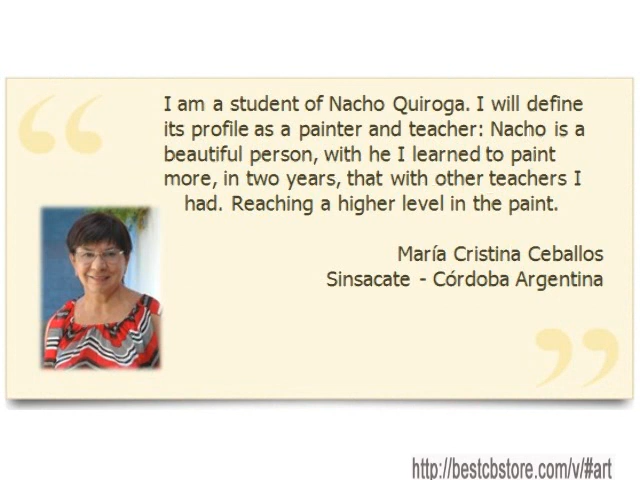 I am a student of Nacho Quiroga. I will define
its profile as a painter and teacher: Nacho is a
beautiful person, with he I learned to paint
more, in two years, that with other teachers I
had. Reaching a higher level in the paint.
María Cristina Ceballos
Sinsacate - Córdoba Argentina
http://bestcbstore.com/v/#art